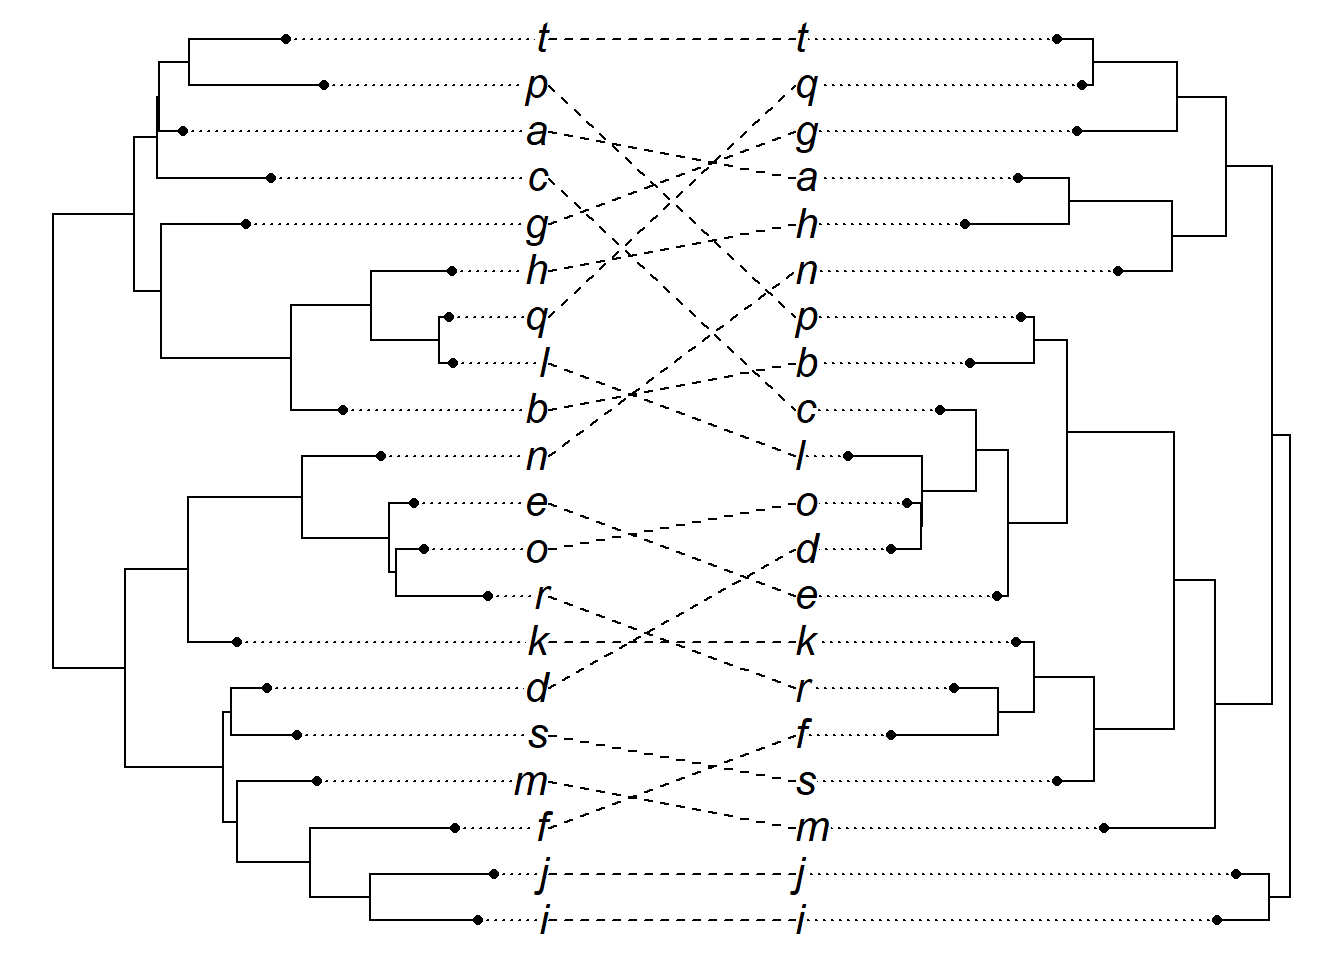 t t
p q
a g
c a
g h
h n
q p
l b
b c
n l
e o
o d
r e
k k
d r
s f
m s
f m
j j
i i